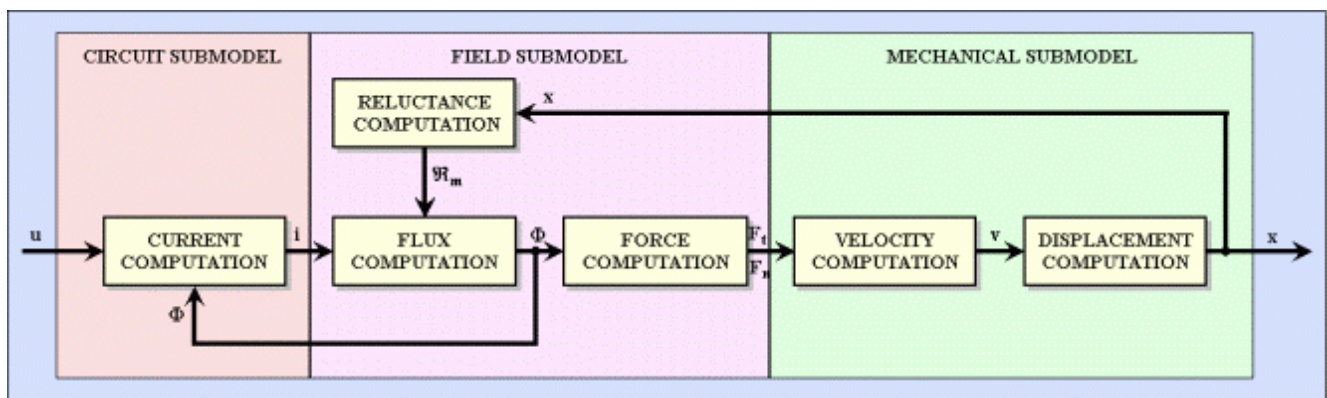 CIRCUIT SUBMODEL
FIELD SUBMODEL
MECHANICAL SUBMODEL
RELUCTANCE
COMPUTATION
x
ℜm
u
CURRENT
COMPUTATION
i
FLUX
COMPUTATION
Φ
FORCE
COMPUTATION
Ft
Fn
VELOCITY
COMPUTATION
v
DISPLACEMENT
COMPUTATION
x
Φ